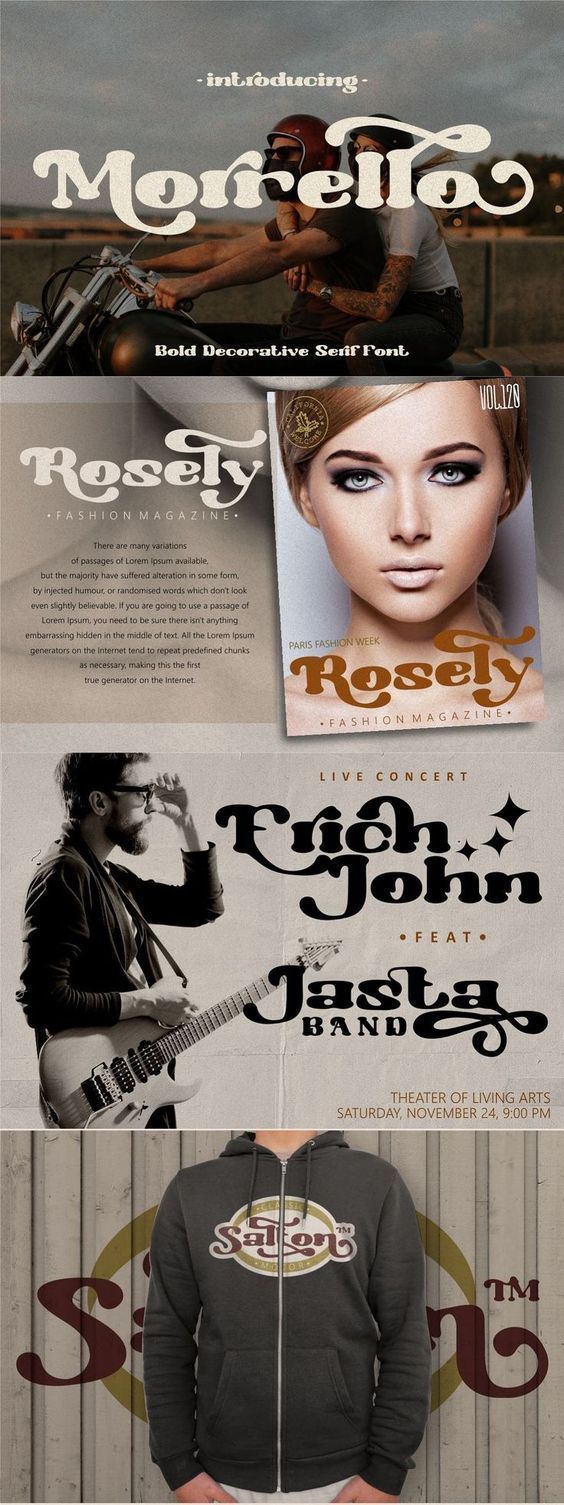 - introducing -
Morrello
Bold Decorative Serif Font
Rosely
• FASHION MAGAZINE •
There are many variations
of passages of Lorem Ipsum available,
but the majority have suffered alteration in some form,
by injected humour, or randomised words which don't look
even slightly believable. If you are going to use a passage of
Lorem Ipsum, you need to be sure there isn't anything
embarrassing hidden in the middle of text. All the Lorem Ipsum
generators on the Internet tend to repeat predefined chunks
as necessary, making this the first
true generator on the Internet.
CALIFORNIA
WELCOME
VOL.120
PARIS FASHION WEEK
Rosely
• FASHION MAGAZINE •
LIVE CONCERT
Erich
John
• FEAT •
Jasta
BAND
THEATER OF LIVING ARTS
SATURDAY, NOVEMBER 24, 9:00 PM
• CLASSIC •
Salton™
• MOTOR •
Salton™